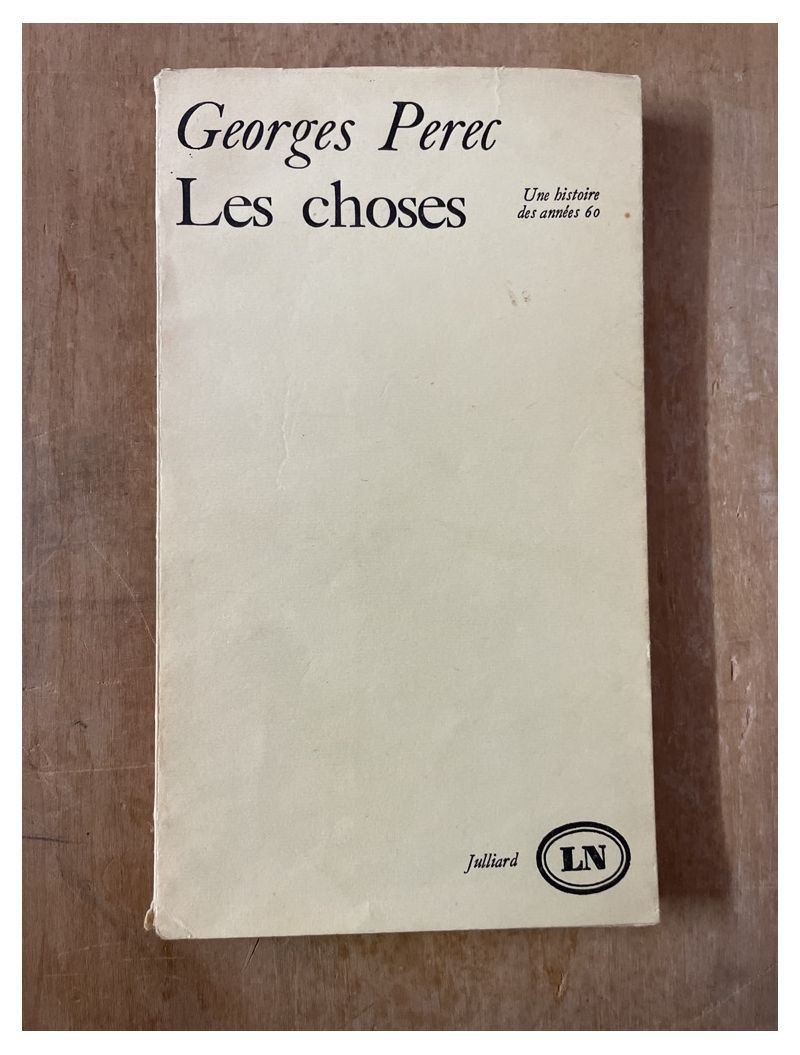 Georges Perec
Les choses
Une histoire
des années 60
Julliard
LN